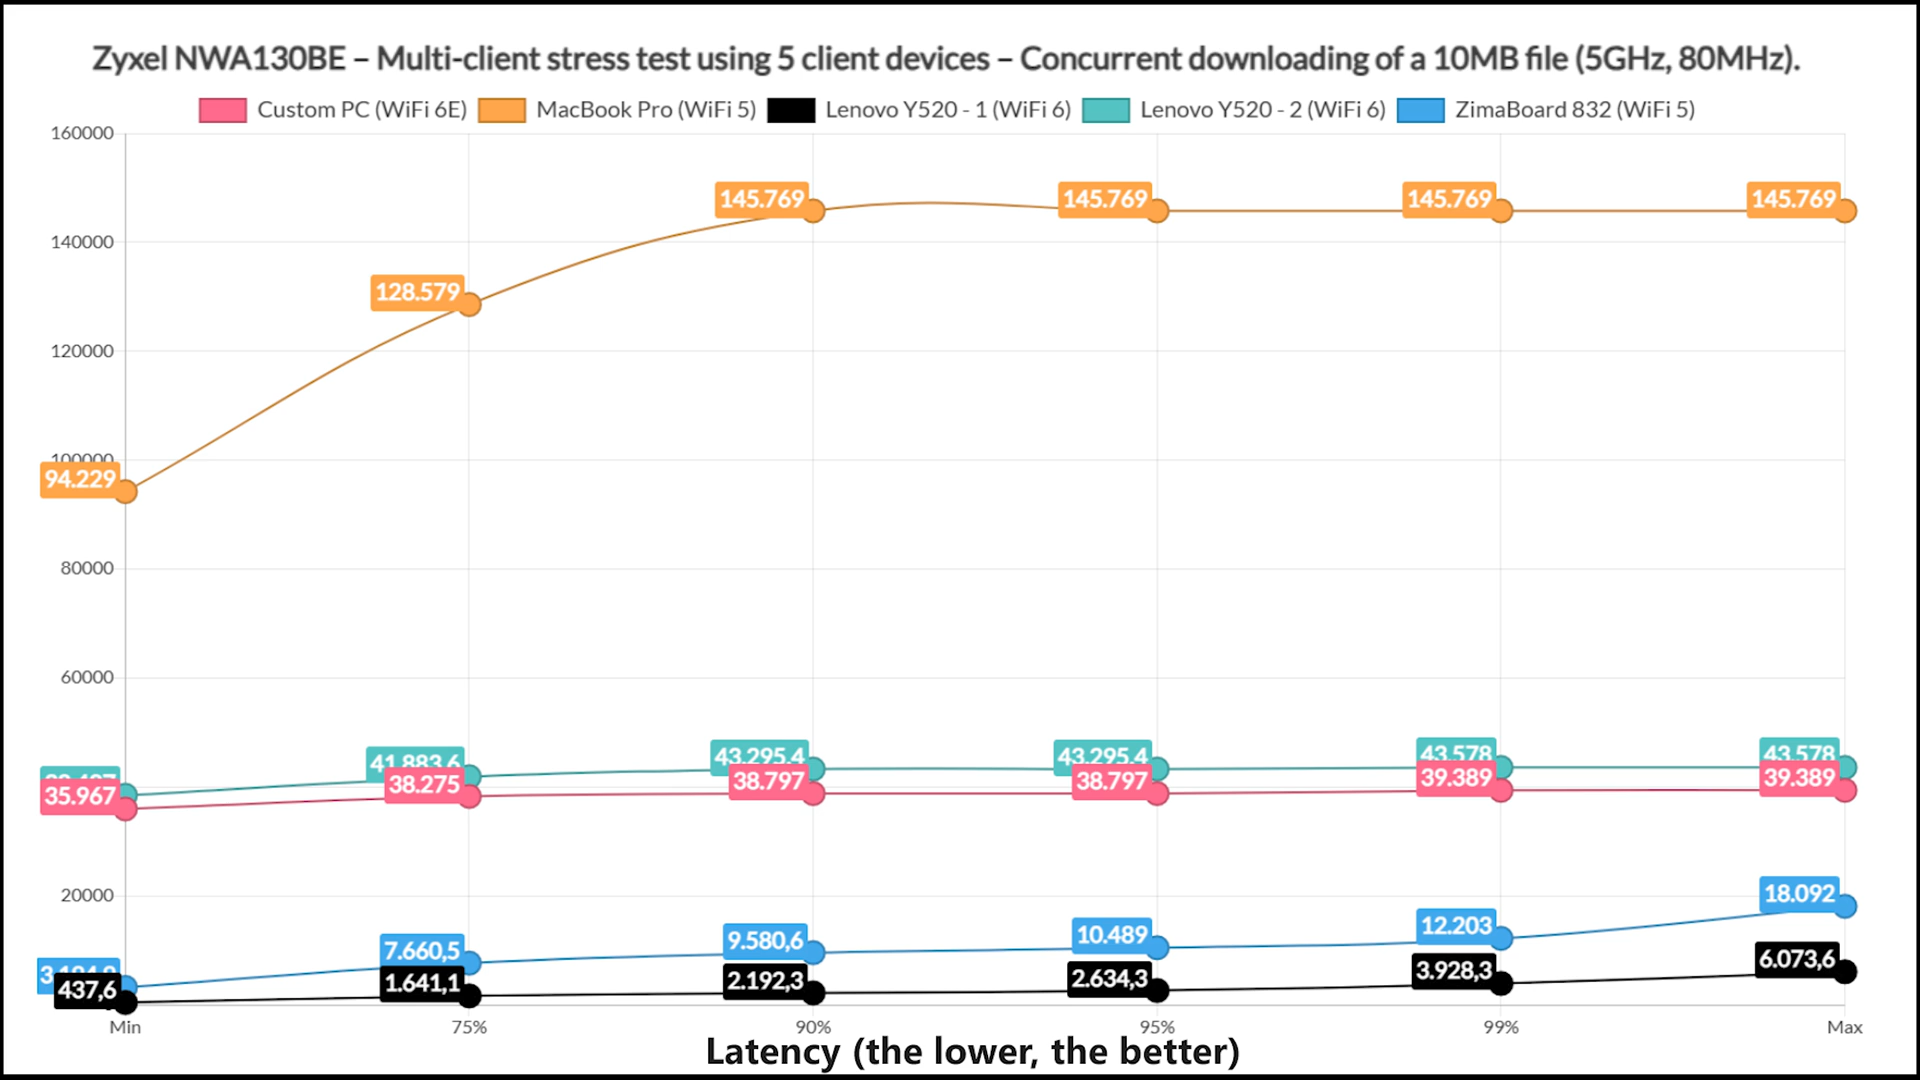 Zyxel NWA130BE – Multi-client stress test using 5 client devices – Concurrent downloading of a 10MB file (5GHz, 80MHz).
Custom PC (WiFi 6E) MacBook Pro (WiFi 5) Lenovo Y520 - 1 (WiFi 6) Lenovo Y520 - 2 (WiFi 6) ZimaBoard 832 (WiFi 5)
160000
145.769 145.769 145.769 145.769
140000
128.579
120000
100000
94.229
80000
60000
41.883,6 43.295,4 43.295,4 43.578 43.578
35.967 38.275 38.797 38.797 39.389 39.389
20000
7.660,5 9.580,6 10.489 12.203 18.092
437,6 1.641,1 2.192,3 2.634,3 3.928,3 6.073,6
Min 75% 90% 95% 99% Max
Latency (the lower, the better)